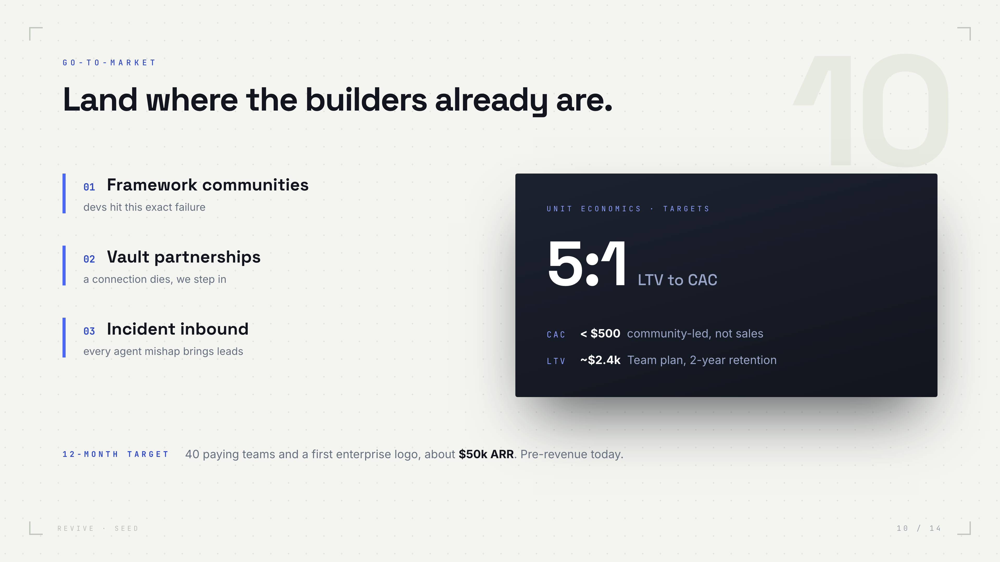 GO-TO-MARKET
10
Land where the builders already are.
01 Framework communities
devs hit this exact failure
02 Vault partnerships
a connection dies, we step in
03 Incident inbound
every agent mishap brings leads
UNIT ECONOMICS · TARGETS
5:1 LTV to CAC
CAC < $500 community-led, not sales
LTV ~$2.4k Team plan, 2-year retention
12-MONTH TARGET 40 paying teams and a first enterprise logo, about $50k ARR. Pre-revenue today.
REVIVE · SEED
10 / 14